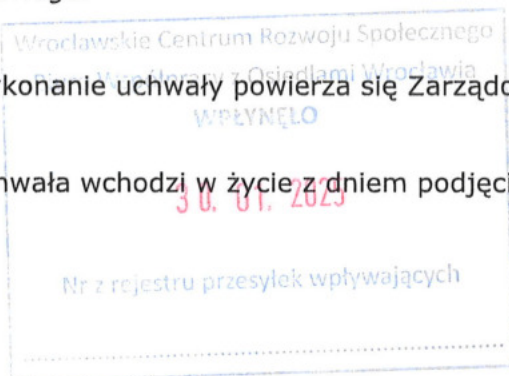 Wrocławskie Centrum Rozwoju Społecznego
Biuro Współpracy z Osiedlami Wrocławia
konanie uchwały powierza się Zarządo
WPŁYNĘŁO
hwała wchodzi w życie z dniem podjęci
30. 01. 2025
Nr z rejestru przesyłek wpływających